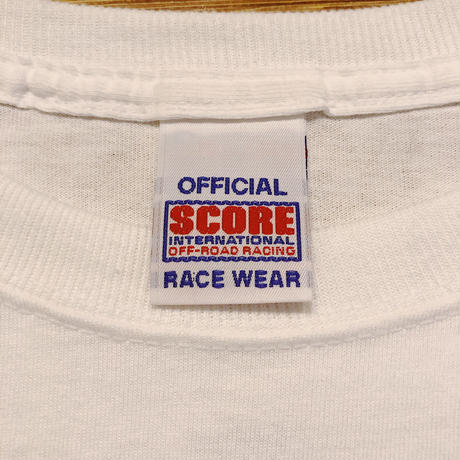 OFFICIAL
SCORE
INTERNATIONAL
OFF-ROAD RACING
RACE WEAR